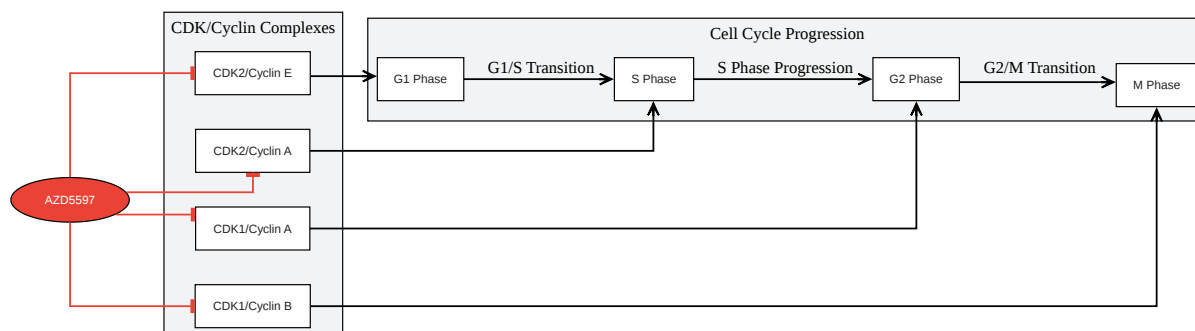 CDK/Cyclin Complexes
Cell Cycle Progression
CDK2/Cyclin E
G1 Phase
G1/S Transition
S Phase
S Phase Progression
G2 Phase
G2/M Transition
M Phase
CDK2/Cyclin A
AZD5597
CDK1/Cyclin A
CDK1/Cyclin B